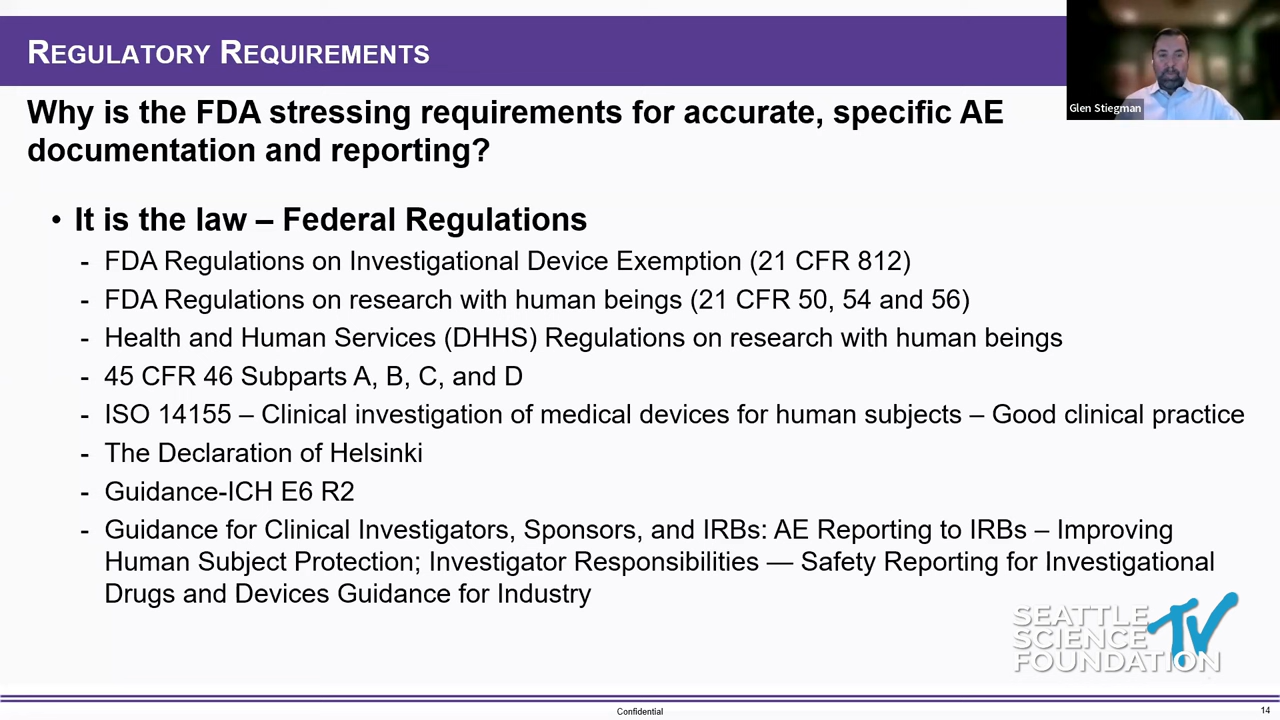 REGULATORY REQUIREMENTS
Glen Stiegman
Why is the FDA stressing requirements for accurate, specific AE
documentation and reporting?
• It is the law – Federal Regulations
- FDA Regulations on Investigational Device Exemption (21 CFR 812)
- FDA Regulations on research with human beings (21 CFR 50, 54 and 56)
- Health and Human Services (DHHS) Regulations on research with human beings
- 45 CFR 46 Subparts A, B, C, and D
- ISO 14155 – Clinical investigation of medical devices for human subjects – Good clinical practice
- The Declaration of Helsinki
- Guidance-ICH E6 R2
- Guidance for Clinical Investigators, Sponsors, and IRBs: AE Reporting to IRBs – Improving
Human Subject Protection; Investigator Responsibilities — Safety Reporting for Investigational
Drugs and Devices Guidance for Industry
SEATTLE
SCIENCE
FOUNDATION
TV
Confidential
14